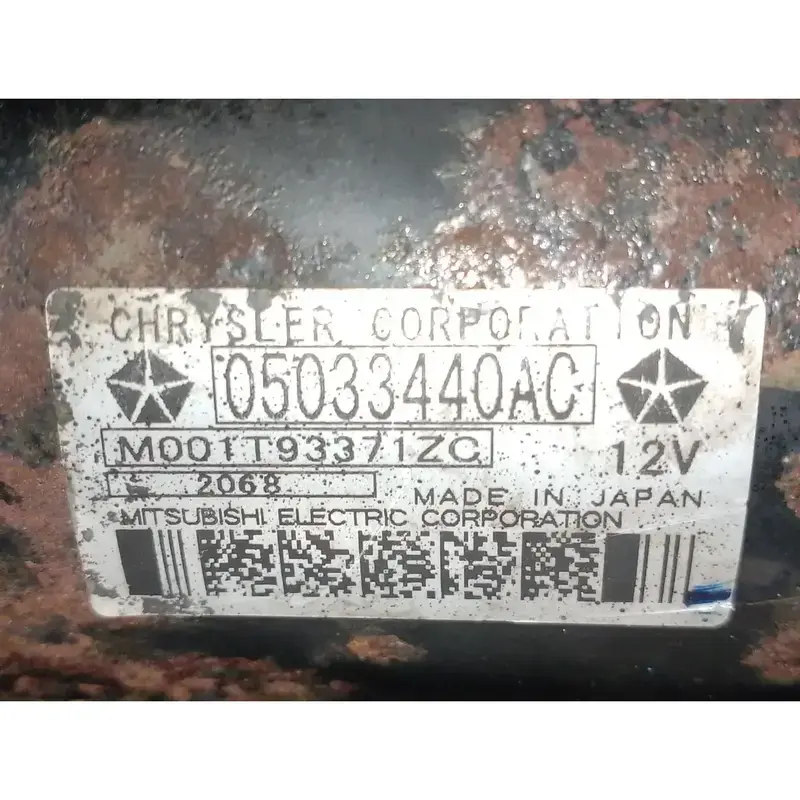 CHRYSLER CORPORATION
05033440AC
M001T93371ZC
12V
2068
MADE IN JAPAN
MITSUBISHI ELECTRIC CORPORATION